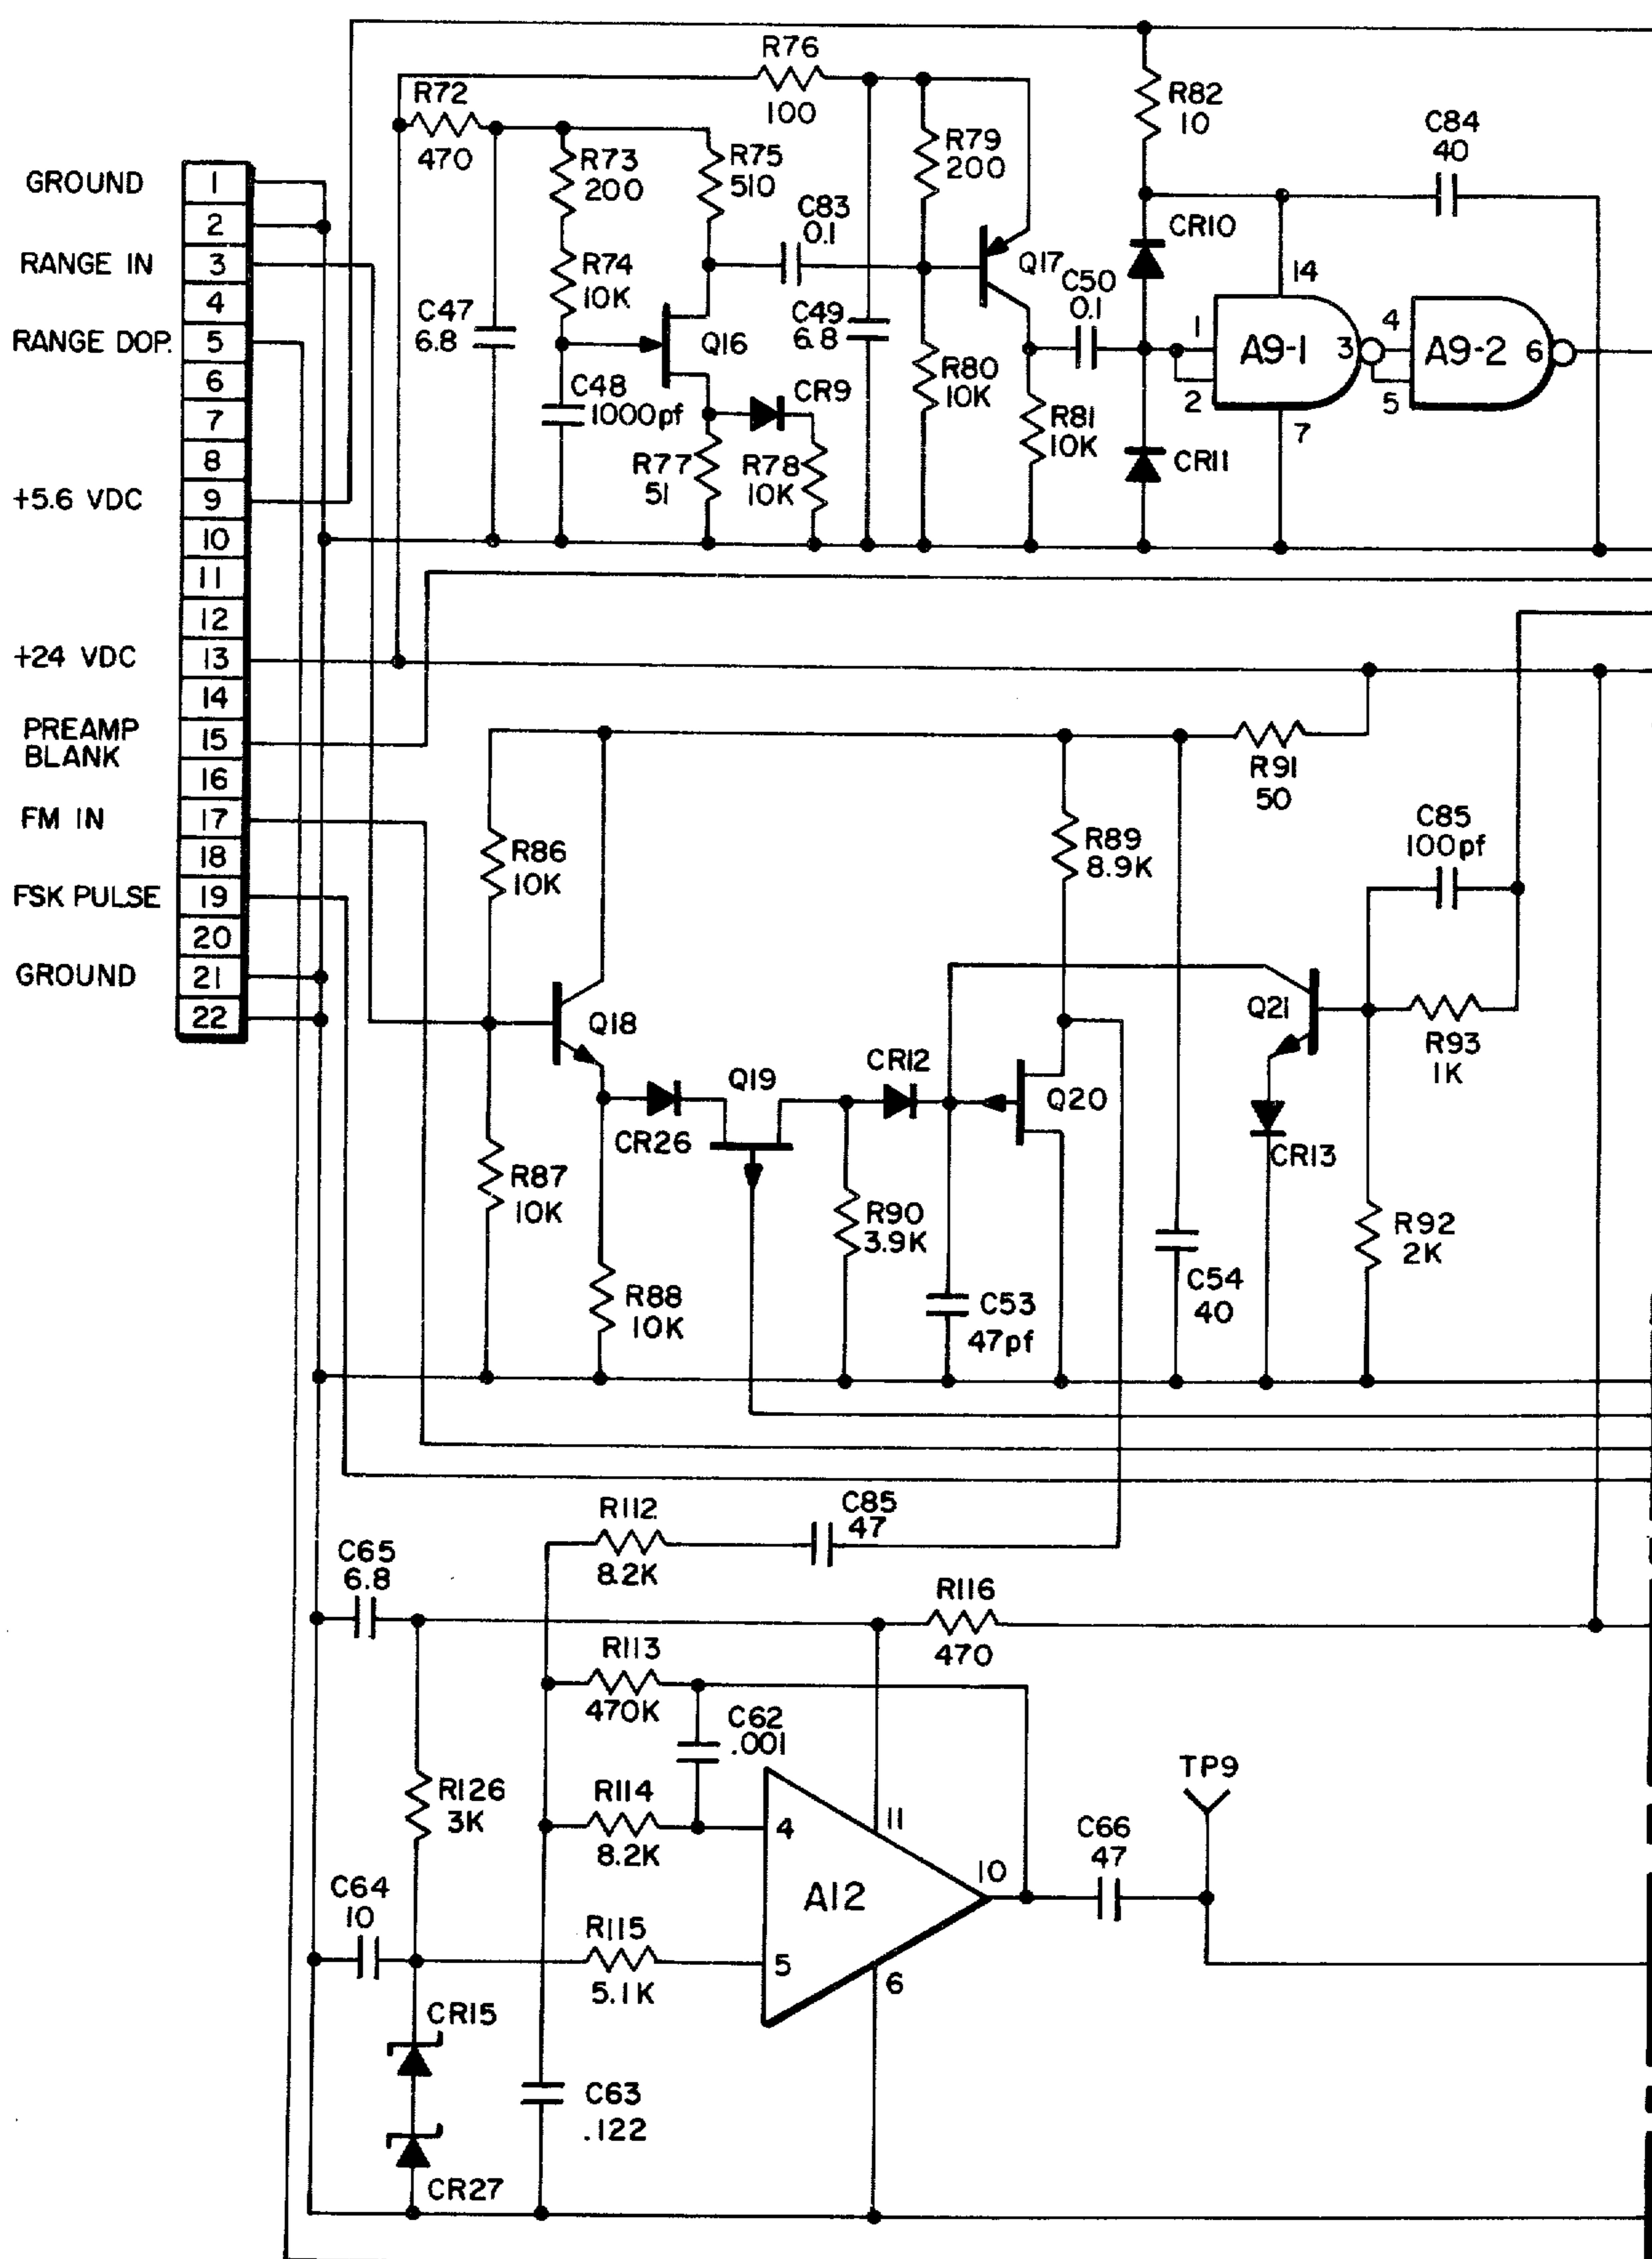 GROUND
RANGE IN
RANGE DOP.
+5.6 VDC
+24 VDC
PREAMP
BLANK
FM IN
FSK PULSE
GROUND
1
2
3
4
5
6
7
8
9
10
11
12
13
14
15
16
17
18
19
20
21
22
R76
100
R72
470
R73
200
R75
510
R79
200
R82
10
C84
40
C83
0.1
CR10
R74
10K
Q17
C50
0.1
14
C47
6.8
Q16
C49
6.8
1
A9-1
3
4
A9-2
6
2
5
7
C48
1000pf
CR9
R80
10K
R81
10K
R77
51
R78
10K
CR11
R91
50
R86
10K
R89
8.9K
C85
100pf
Q18
Q21
R93
1K
Q19
CR12
Q20
CR26
CR13
R87
10K
R90
3.9K
R92
2K
R88
10K
C53
47pf
C54
40
R112
8.2K
C85
47
C65
6.8
R116
470
R113
470K
C62
.001
TP9
R126
3K
R114
8.2K
4
11
C66
47
10
A12
C64
10
R115
5.1K
5
6
CR15
C63
.122
CR27